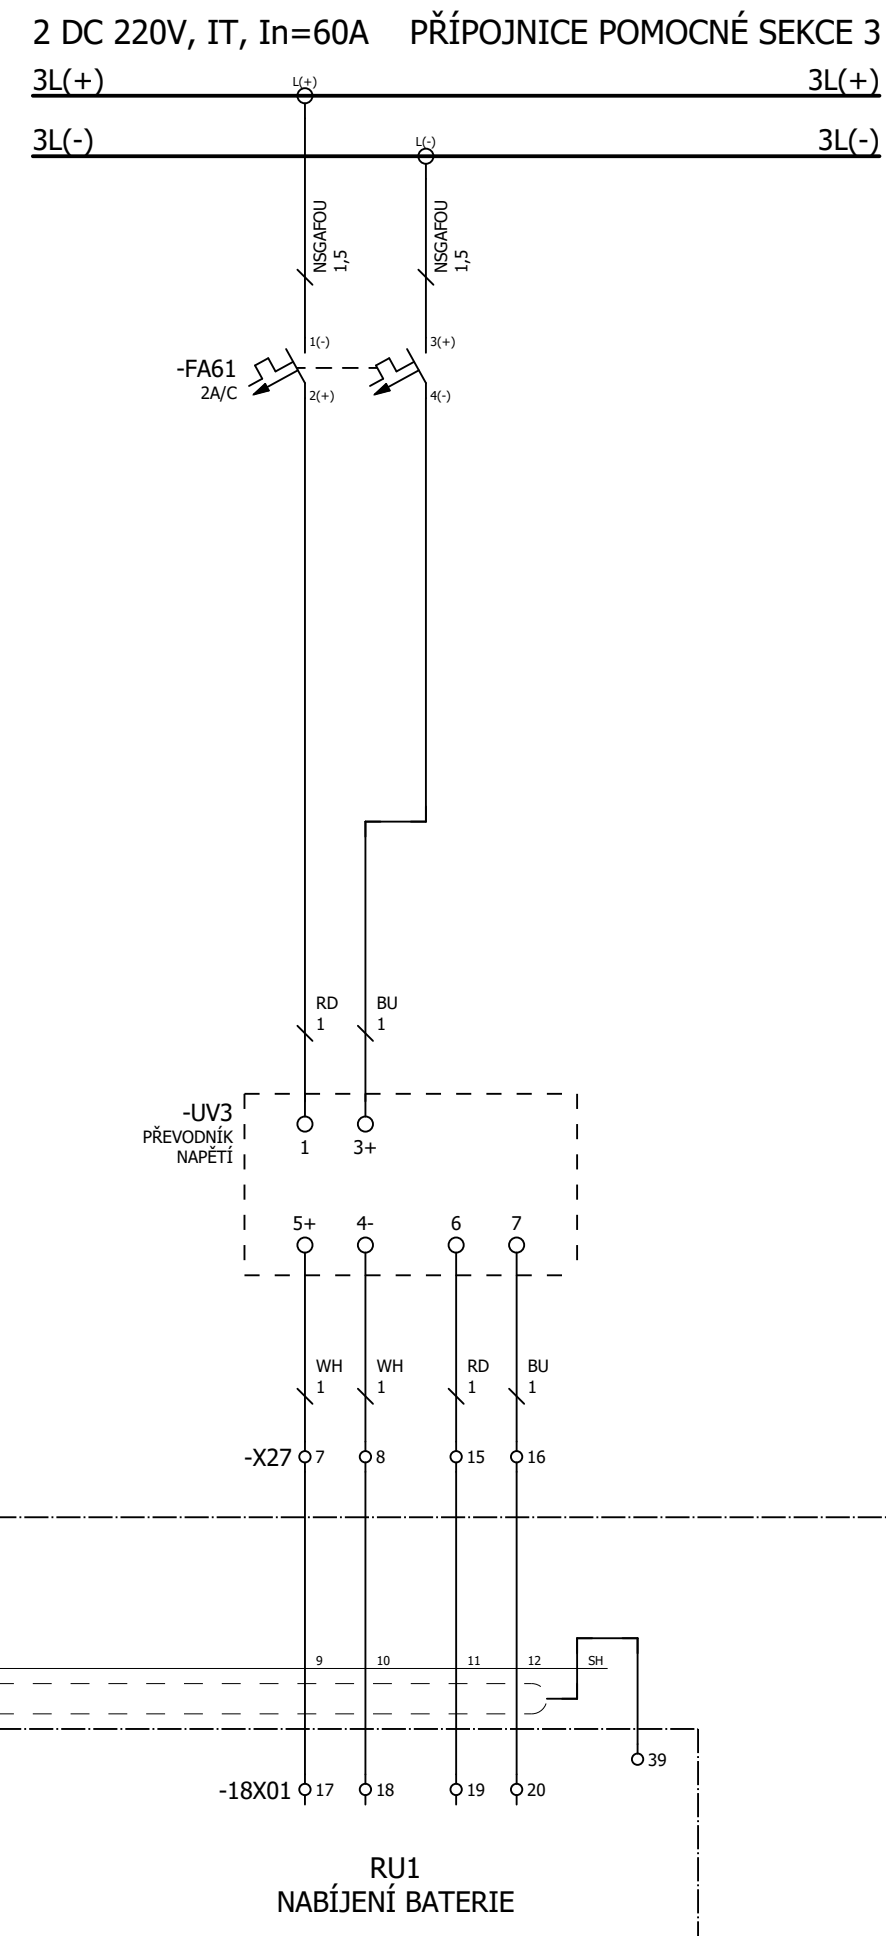 2 DC 220V, IT, In=60A PŘÍPOJNICE POMOCNÉ SEKCE 3
3L(+) L(+) 3L(+)
3L(-) L(-) 3L(-)
NSGAFOU
1,5
NSGAFOU
1,5
1(-) 3(+)
-FA61
2A/C
2(+) 4(-)
RD BU
1 1
-UV3
PŘEVODNÍK
NAPĚTÍ
1 3+
5+ 4- 6 7
WH WH RD BU
1 1 1 1
-X27 7 8 15 16
9 10 11 12 SH
39
-18X01 17 18 19 20
RU1
NABÍJENÍ BATERIE